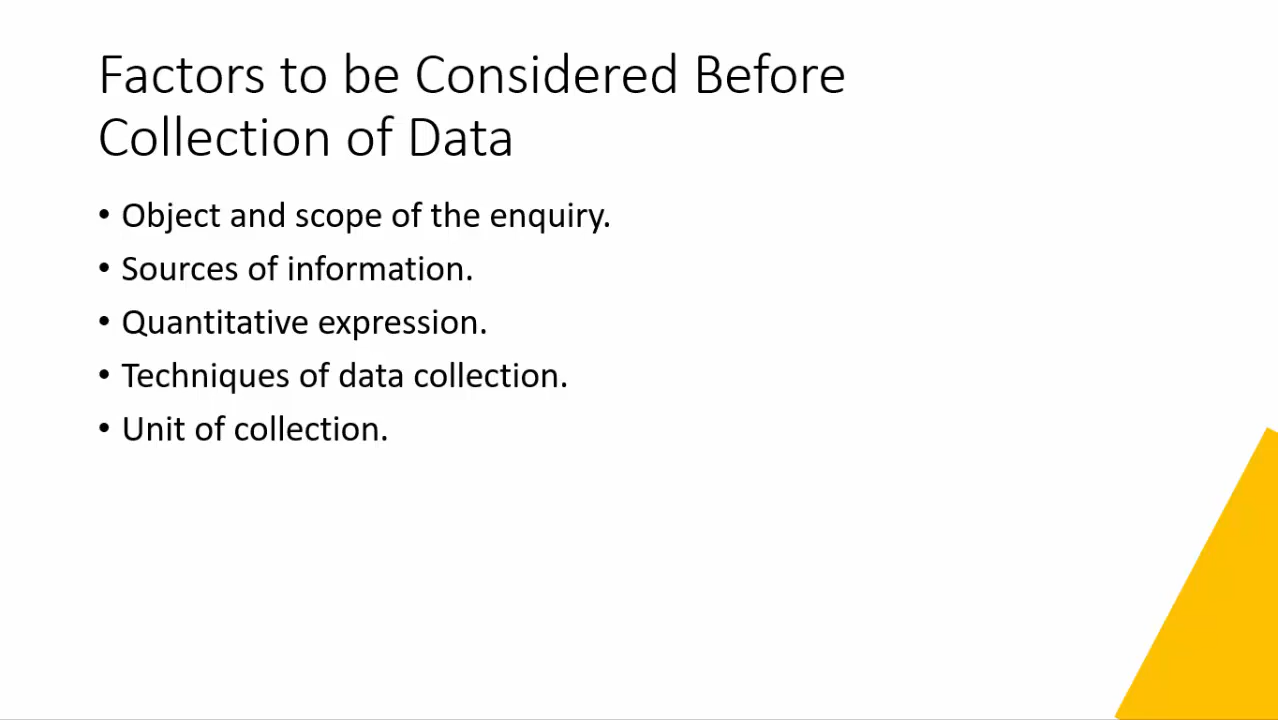 Factors to be Considered Before
Collection of Data
• Object and scope of the enquiry.
• Sources of information.
• Quantitative expression.
• Techniques of data collection.
• Unit of collection.